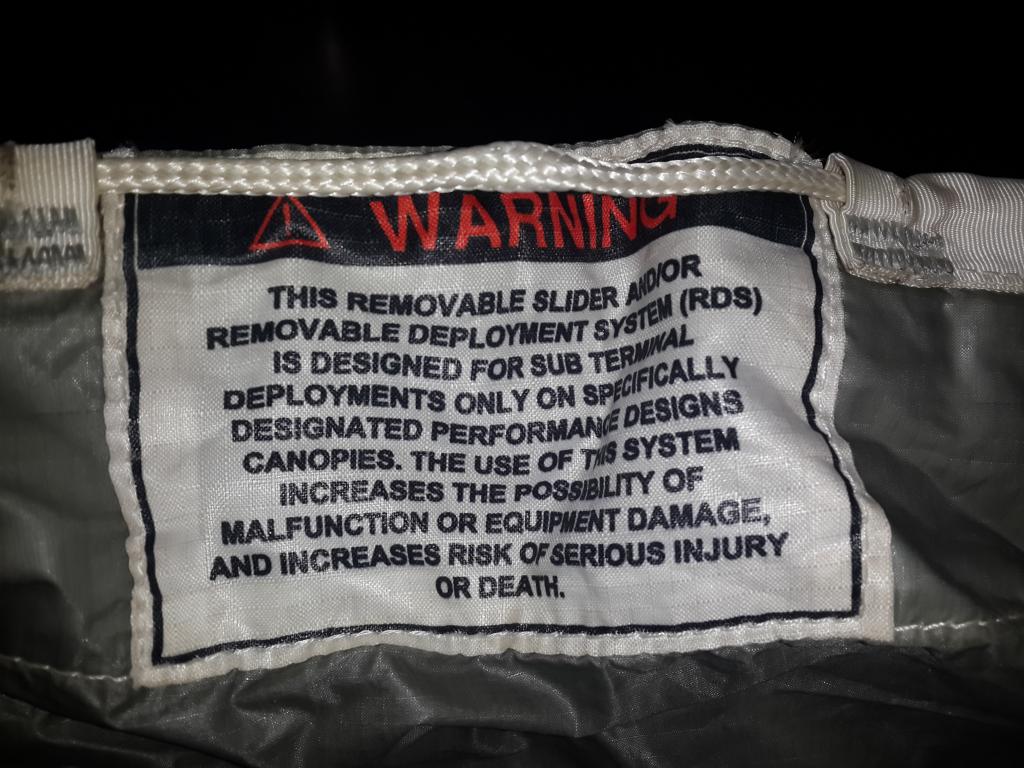 WARNING
THIS REMOVABLE SLIDER AND/OR
REMOVABLE DEPLOYMENT SYSTEM (RDS)
IS DESIGNED FOR SUB TERMINAL
DEPLOYMENTS ONLY ON SPECIFICALLY
DESIGNATED PERFORMANCE DESIGNS
CANOPIES. THE USE OF THIS SYSTEM
INCREASES THE POSSIBILITY OF
MALFUNCTION OR EQUIPMENT DAMAGE,
AND INCREASES RISK OF SERIOUS INJURY
OR DEATH.